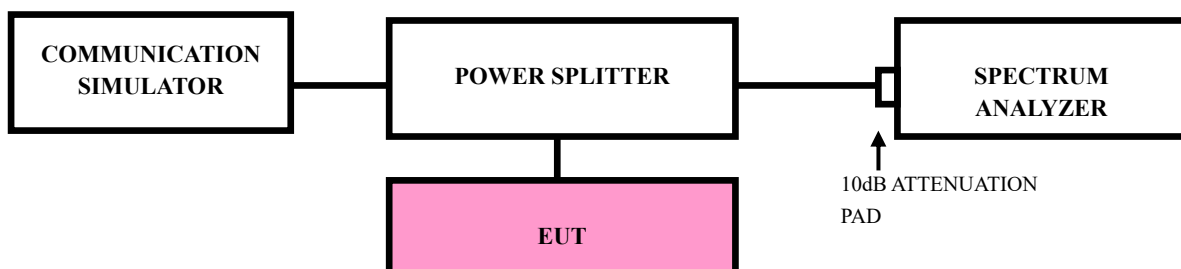 COMMUNICATION
SIMULATOR
POWER SPLITTER
SPECTRUM
ANALYZER
10dB ATTENUATION
PAD
EUT